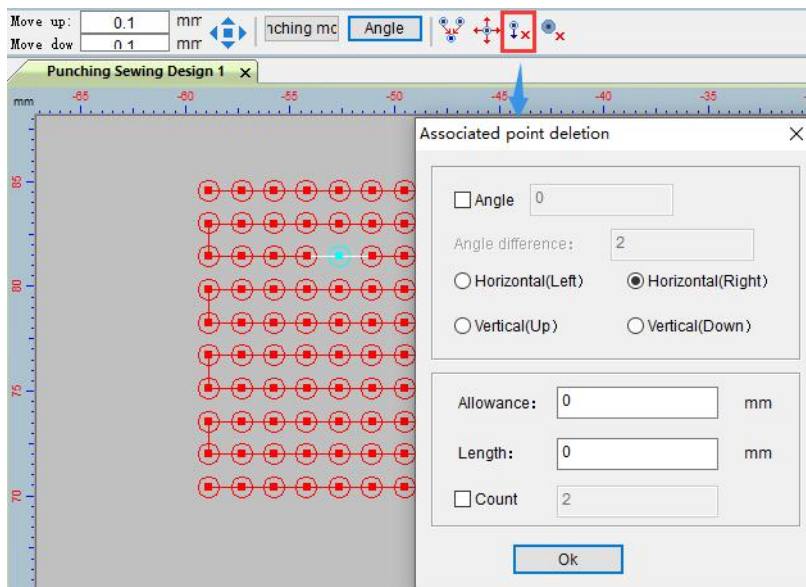 Move up: 0.1 mm
nching mc Angle
Move dow 0.1 mm
Punching Sewing Design 1 ×
mm -65 -60 -55 -50 -45 -40 -35
Associated point deletion ×
Angle 0
Angle difference: 2
Horizontal(Left) Horizontal(Right)
Vertical(Up) Vertical(Down)
Allowance: 0 mm
Length: 0 mm
Count 2
Ok
85
80
75
70